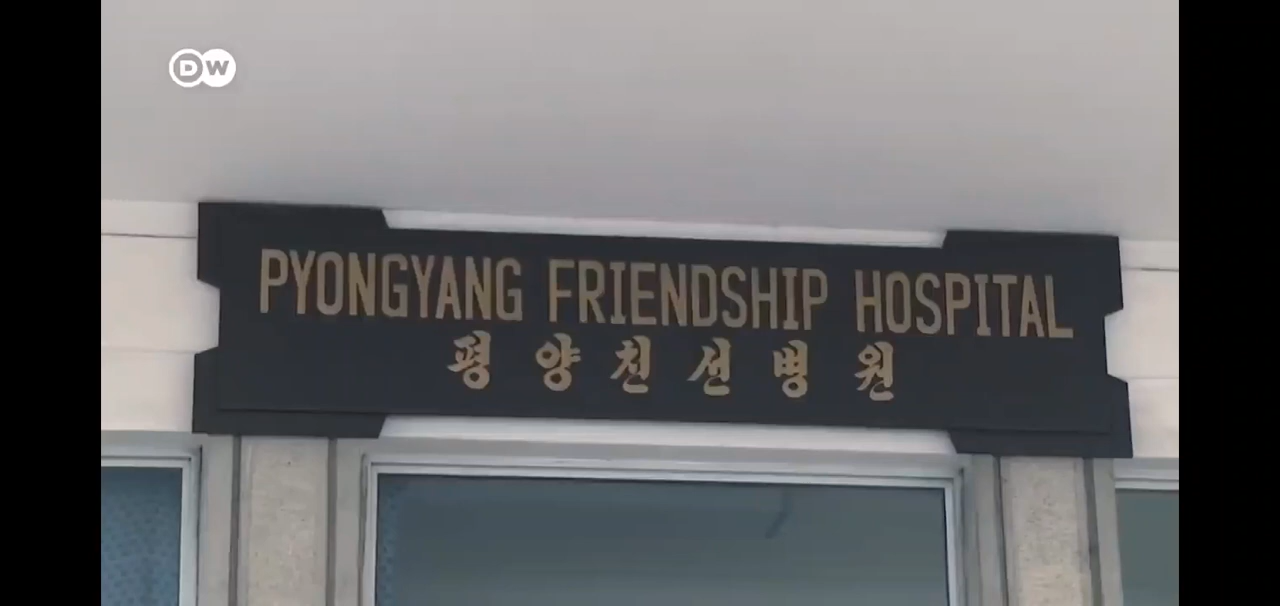 DW
PYONGYANG FRIENDSHIP HOSPITAL
평양친선병원